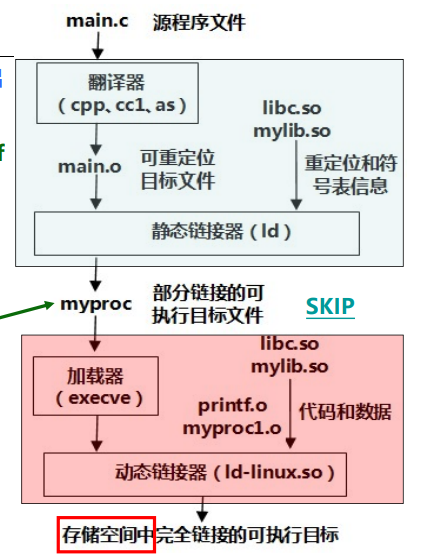 main.c 源程序文件
翻译器
（cpp、cc1、as）
libc.so
mylib.so
main.o 可重定位
目标文件
重定位和符
号表信息
静态链接器（ld）
myproc 部分链接的可
执行目标文件
SKIP
libc.so
mylib.so
加载器
（execve）
printf.o
myproc1.o
代码和数据
动态链接器（ld-linux.so）
存储空间中完全链接的可执行目标